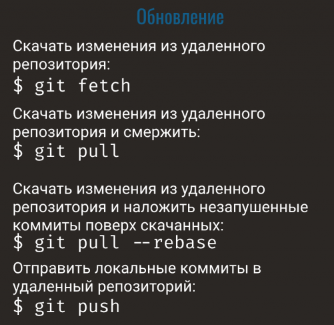 Обновление
Скачать изменения из удаленного
репозитория:
$ git fetch
Скачать изменения из удаленного
репозитория и смержить:
$ git pull
Скачать изменения из удаленного
репозитория и наложить незапушенные
коммиты поверх скачанных:
$ git pull --rebase
Отправить локальные коммиты в
удаленный репозиторий:
$ git push